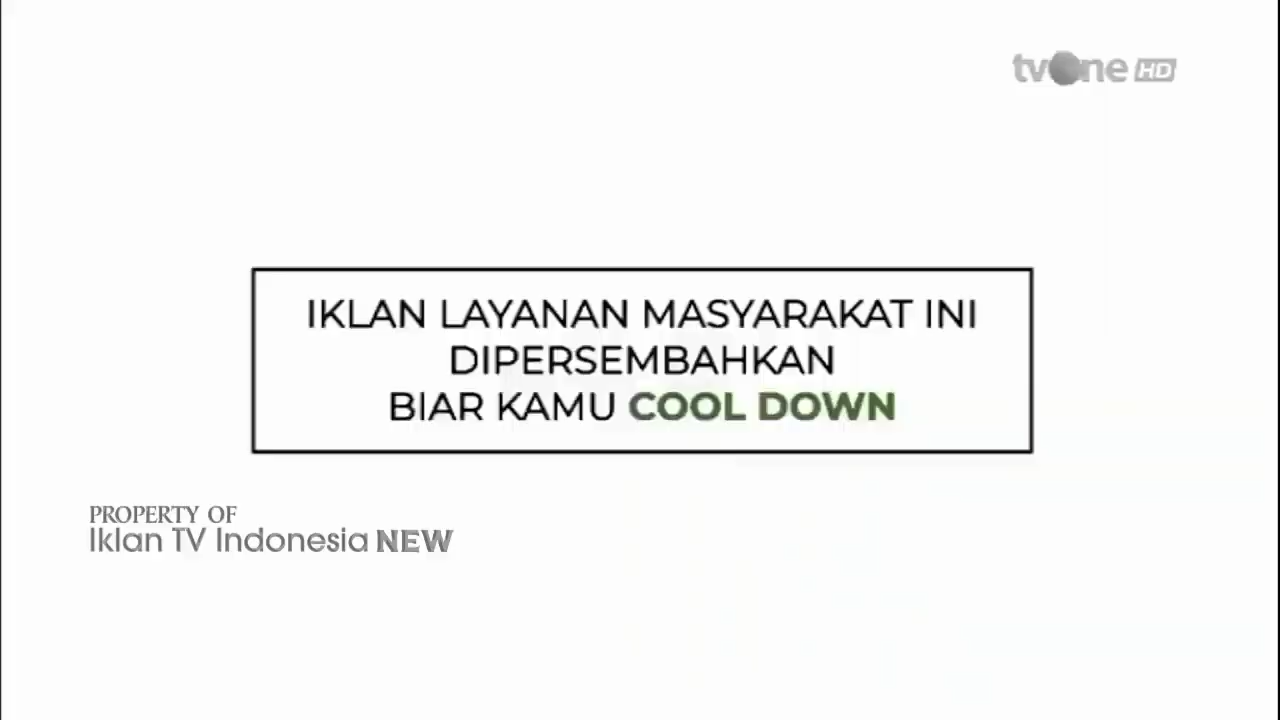 tvOne HD
IKLAN LAYANAN MASYARAKAT INI
DIPERSEMBAHKAN
BIAR KAMU COOL DOWN
PROPERTY OF
Iklan TV Indonesia NEW